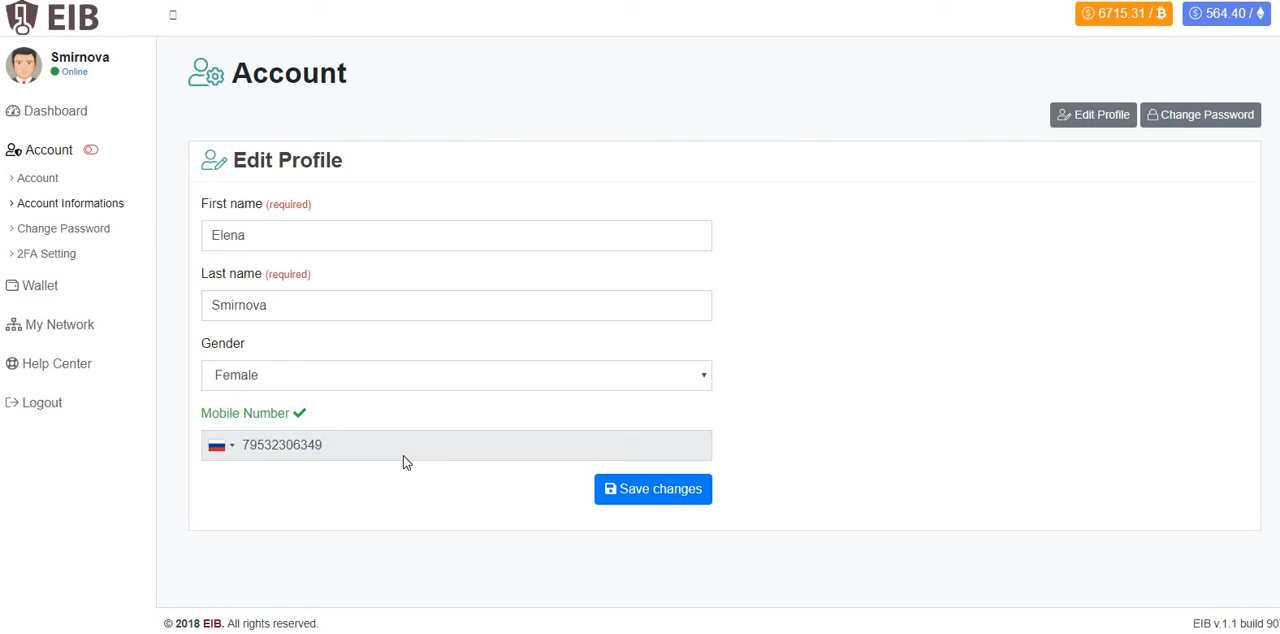 EIB
6715.31 /
564.40 /
Smirnova
Online
Dashboard
Account
Account
Account Informations
Change Password
2FA Setting
Wallet
My Network
Help Center
Logout
Account
Edit Profile
Change Password
Edit Profile
First name (required)
Elena
Last name (required)
Smirnova
Gender
Female
Mobile Number
79532306349
Save changes
© 2018 EIB. All rights reserved.
EIB v.1.1 build 90